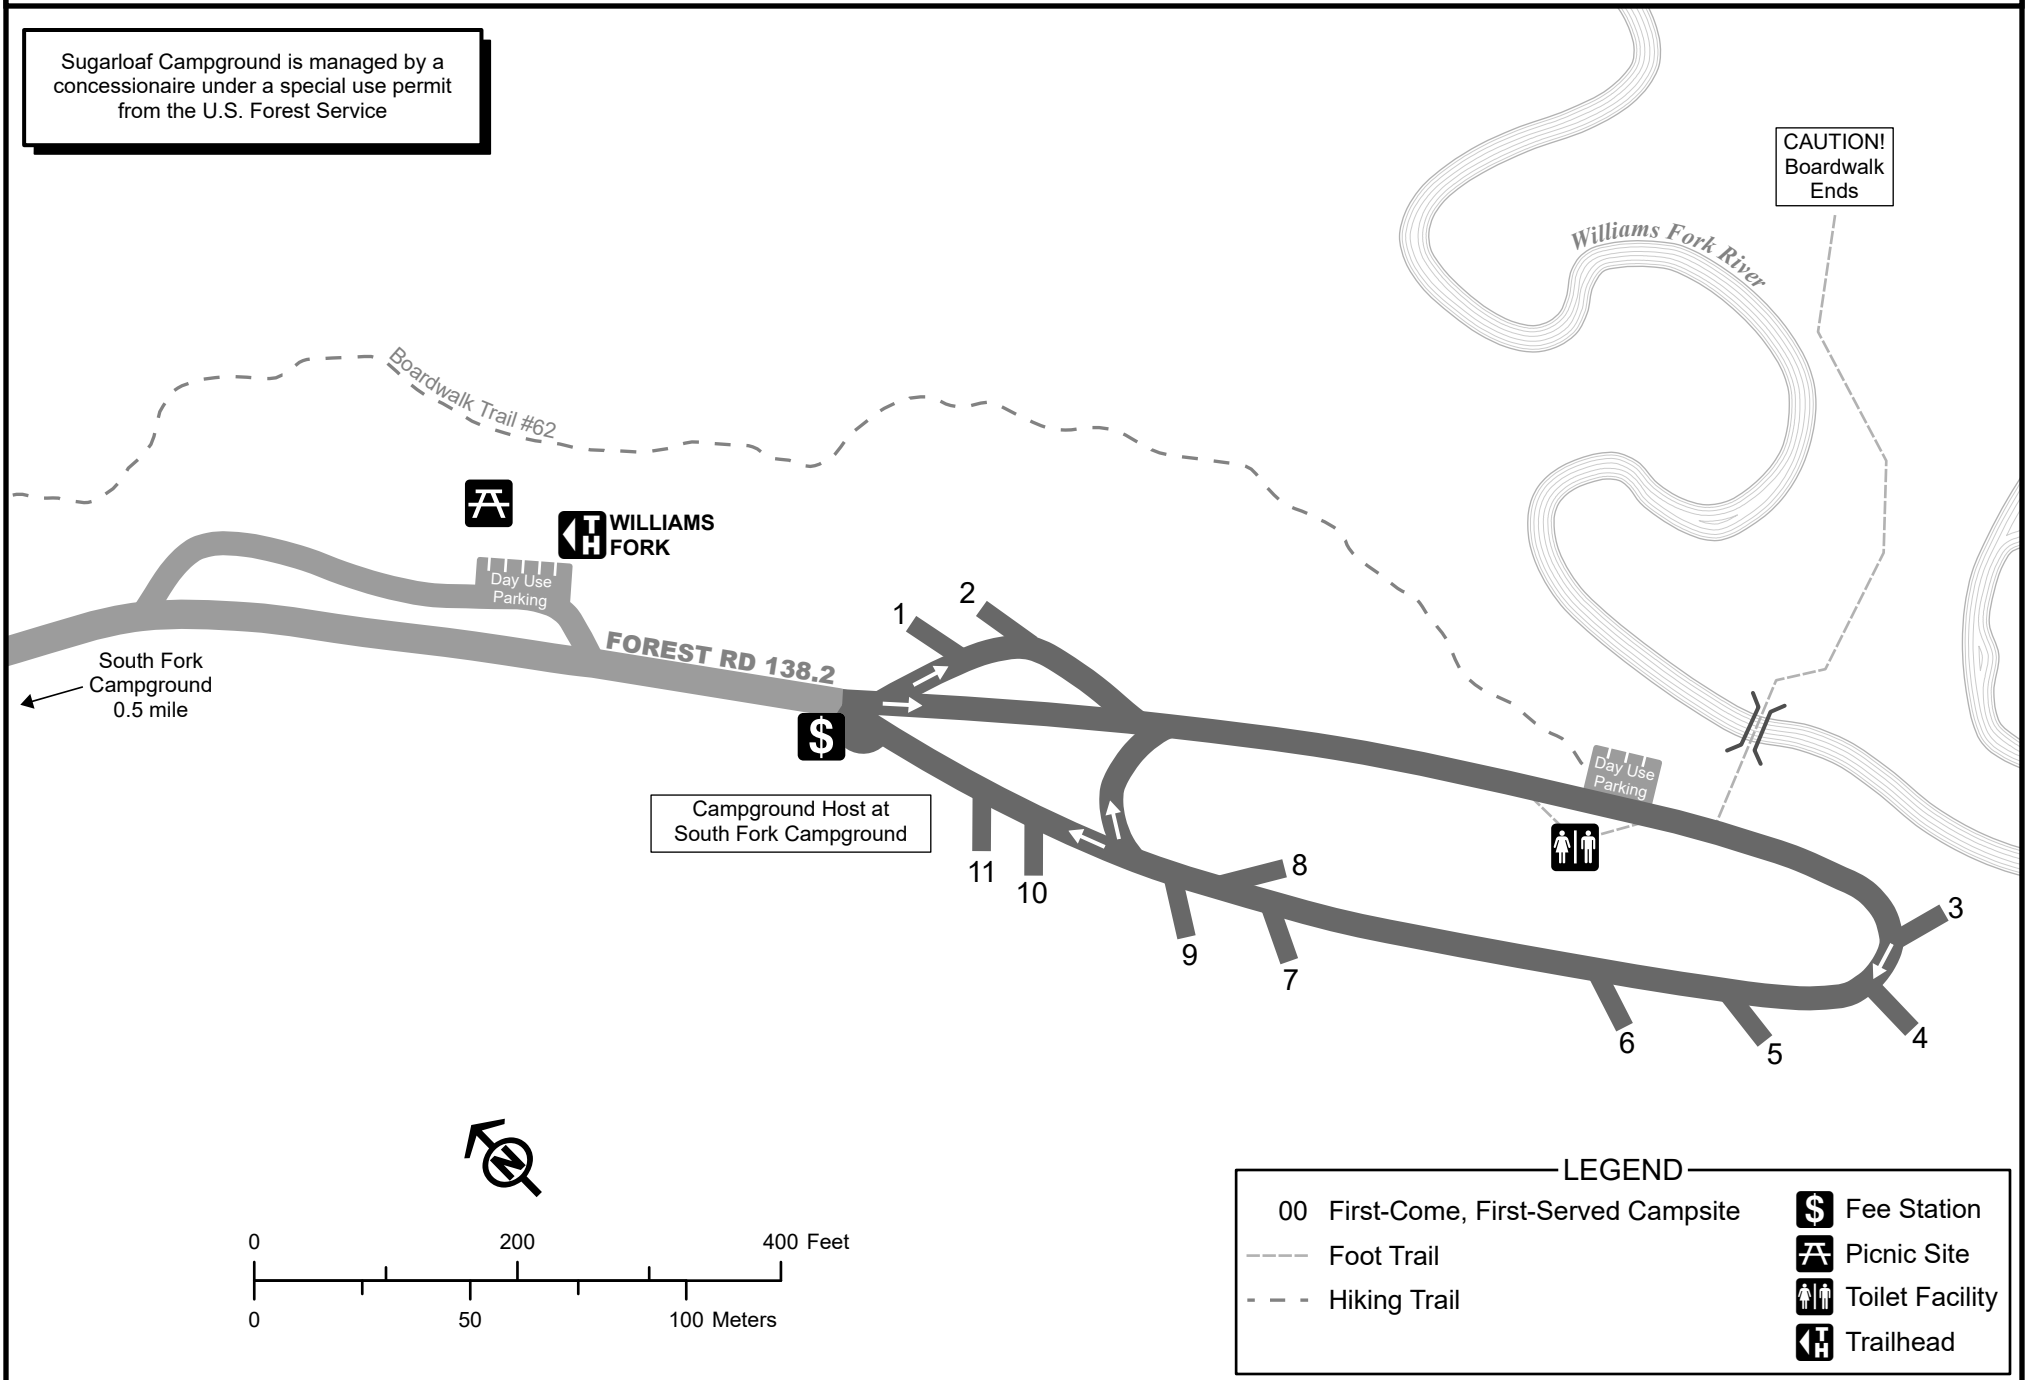 Sugarloaf Campground is managed by a
concessionaire under a special use permit
from the U.S. Forest Service
CAUTION!
Boardwalk
Ends
Williams Fork River
Boardwalk Trail #62
TH
WILLIAMS
FORK
Day Use
Parking
FOREST RD 138.2
South Fork
Campground
0.5 mile
1
2
$
Campground Host at
South Fork Campground
Day Use
Parking
11
10
9
8
7
6
5
4
3
N
0 200 400 Feet
0 50 100 Meters
LEGEND
00 First-Come, First-Served Campsite
Foot Trail
Hiking Trail
$ Fee Station
Picnic Site
Toilet Facility
TH Trailhead